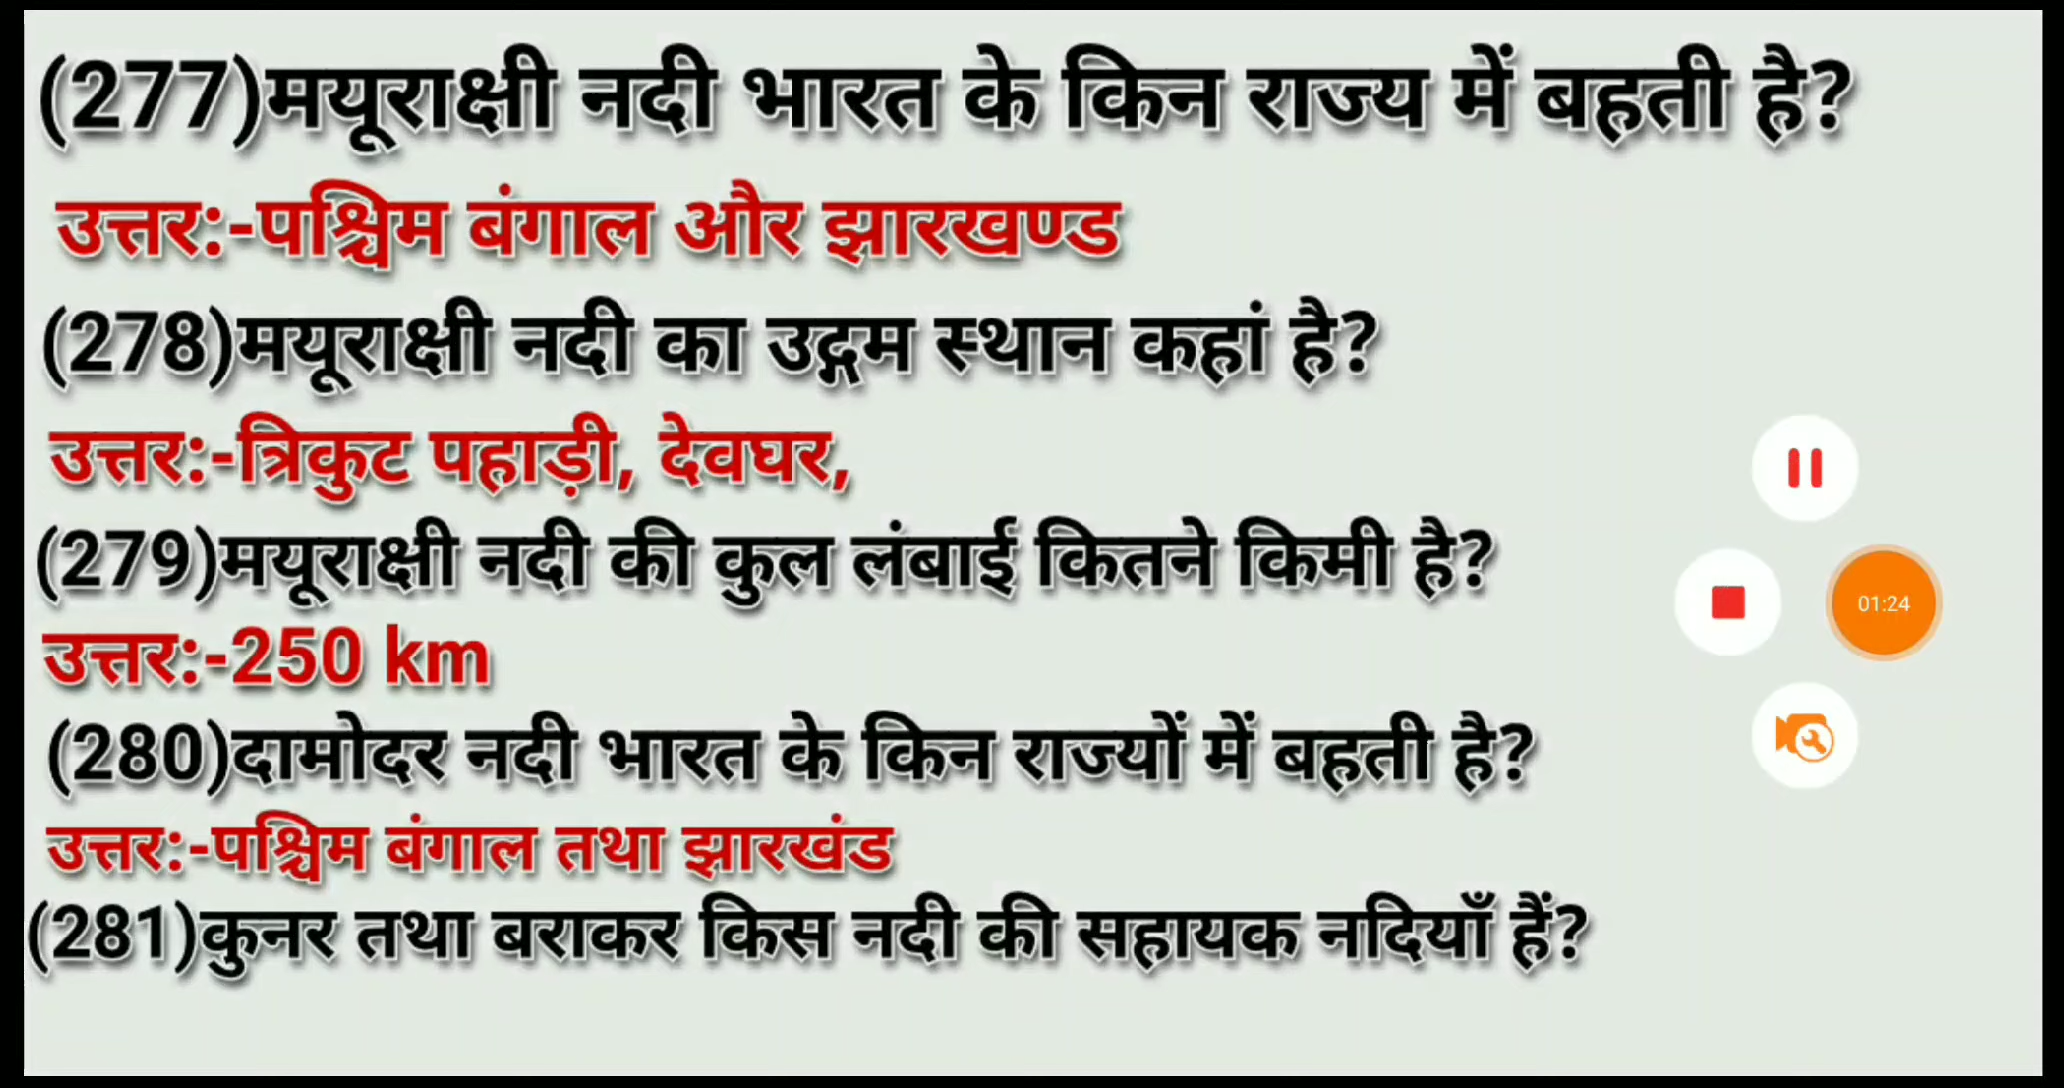 (277)मयूराक्षी नदी भारत के किन राज्य में बहती है?
उत्तर:-पश्चिम बंगाल और झारखण्ड
(278)मयूराक्षी नदी का उद्गम स्थान कहां है?
उत्तर:-त्रिकुट पहाड़ी, देवघर,
(279)मयूराक्षी नदी की कुल लंबाई कितने किमी है?
उत्तर:-250 km
(280)दामोदर नदी भारत के किन राज्यों में बहती है?
उत्तर:-पश्चिम बंगाल तथा झारखंड
(281)कुनर तथा बराकर किस नदी की सहायक नदियाँ हैं?
01:24